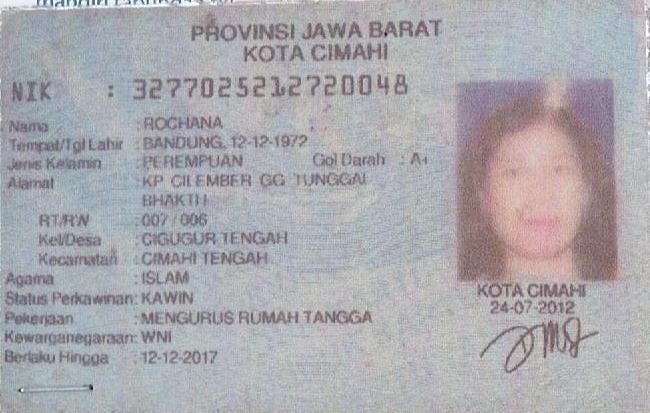 PROVINSI JAWA BARAT
KOTA CIMAHI
NIK : 3277025212720048
Nama : ROCHANA
Tempat/Tgl Lahir : BANDUNG, 12-12-1972
Jenis Kelamin : PEREMPUAN Gol Darah : A+
Alamat : KP CILEMBER GG TUNGGAL
BHAKTI I
RT/RW : 007 / 006
Kel/Desa : CIGUGUR TENGAH
Kecamatan : CIMAHI TENGAH
Agama : ISLAM
Status Perkawinan: KAWIN
Pekerjaan : MENGURUS RUMAH TANGGA
Kewarganegaraan: WNI
Berlaku Hingga : 12-12-2017
KOTA CIMAHI
24-07-2012